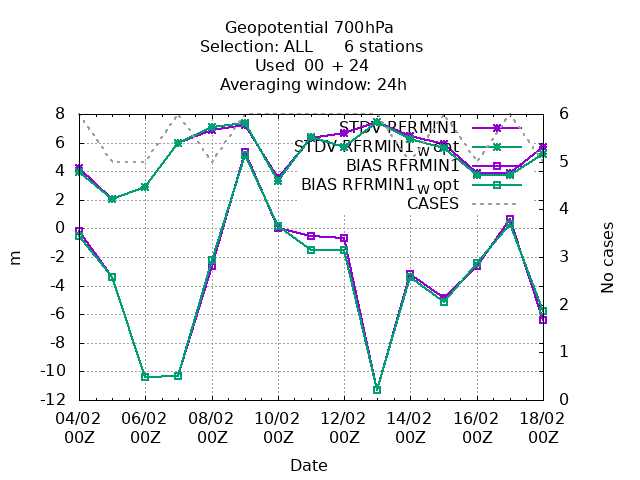 Geopotential 700hPa
Selection: ALL 6 stations
Used 00 + 24
Averaging window: 24h
8
6
4
2
0
-2
-4
-6
-8
-10
-12
m
STDV RFRMIN1
STDV RFRMIN1_w opt
BIAS RFRMIN1
BIAS RFRMIN1_w opt
CASES
6
5
4
3
2
1
0
No cases
04/02 06/02 08/02 10/02 12/02 14/02 16/02 18/02
00Z 00Z 00Z 00Z 00Z 00Z 00Z 00Z
Date